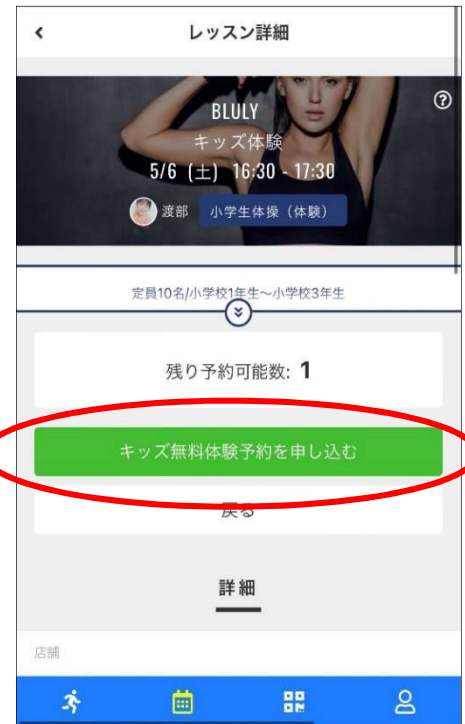 レッスン詳細
BLULY
キッズ体験
5/6 (土) 16:30 - 17:30
渡部 小学生体操（体験）
定員10名/小学校1年生～小学校3年生
残り予約可能数: 1
キッズ無料体験予約を申し込む
戻る
詳細
店舗